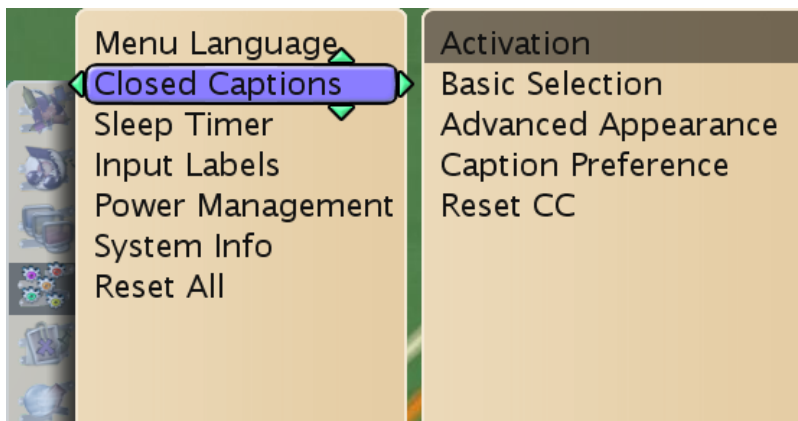 Menu Language
Closed Captions
Sleep Timer
Input Labels
Power Management
System Info
Reset All
Activation
Basic Selection
Advanced Appearance
Caption Preference
Reset CC